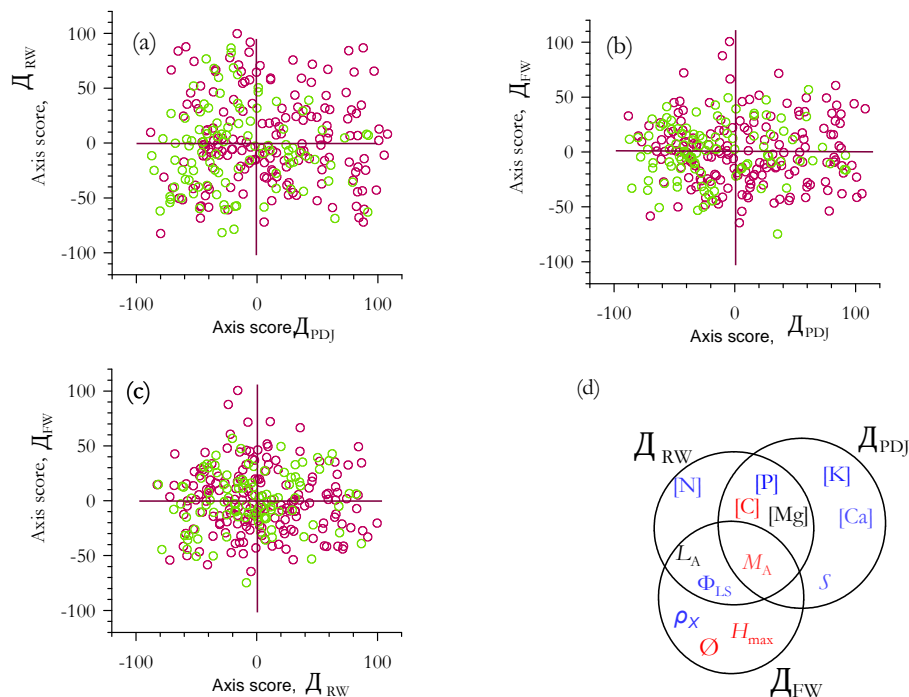 (a)
Axis score, Д RW
100
50
0
-50
-100
-100 0 100
Axis score Д PDJ
(b)
Axis score, Д FW
100
50
0
-50
-100
-100 0 100
Axis score, Д PDJ
(c)
Axis score, Д FW
100
50
0
-50
-100
-100 0 100
Axis score, Д RW
(d)
Д RW
Д PDJ
[N] [P] [K]
[C] [Mg] [Ca]
L A M A
Φ LS S
ρ X
Ø H max
Д FW